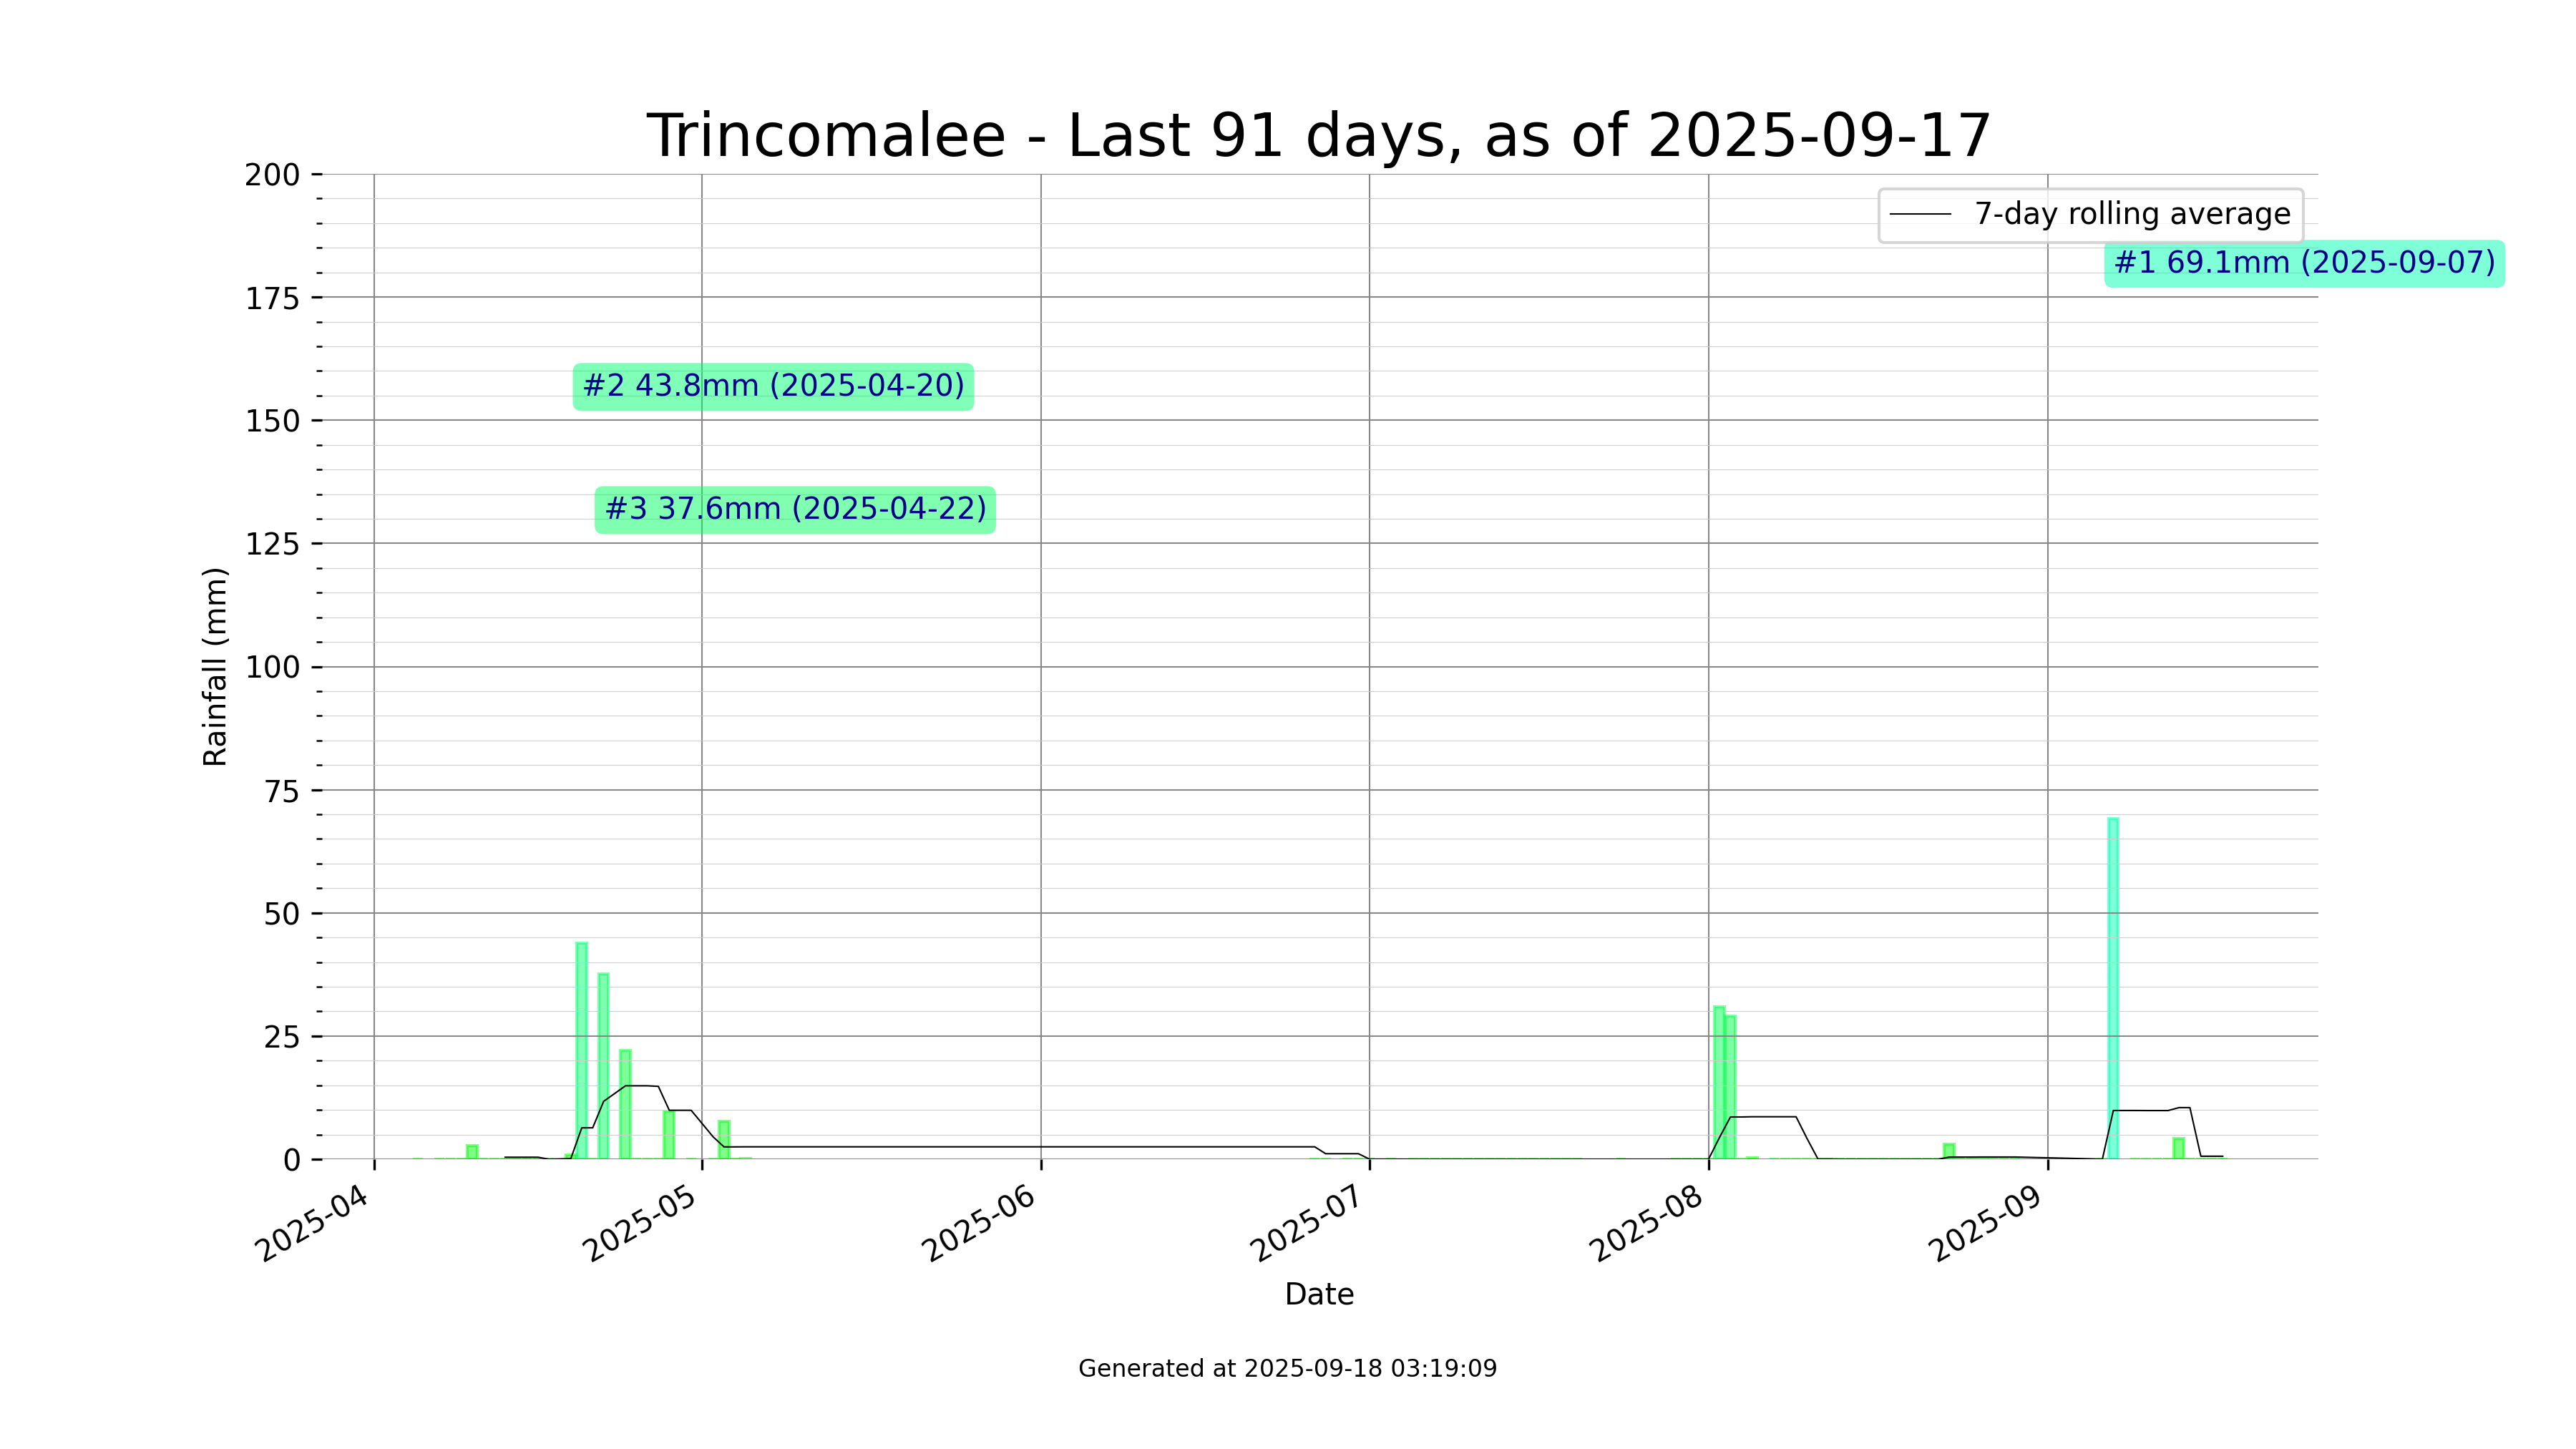 Trincomalee - Last 91 days, as of 2025-09-17
200
7-day rolling average
#1 69.1mm (2025-09-07)
175
#2 43.8mm (2025-04-20)
150
#3 37.6mm (2025-04-22)
125
Rainfall (mm)
100
75
50
25
0
2025-04
2025-05
2025-06
2025-07
2025-08
2025-09
Date
Generated at 2025-09-18 03:19:09